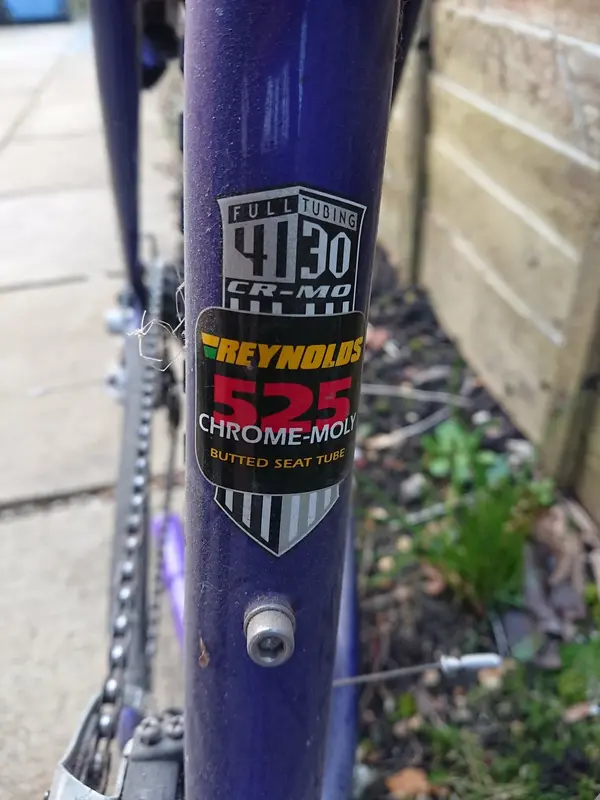 FULL TUBING
4130
CR-MO
REYNOLDS
525
CHROME-MOLY
BUTTED SEAT TUBE